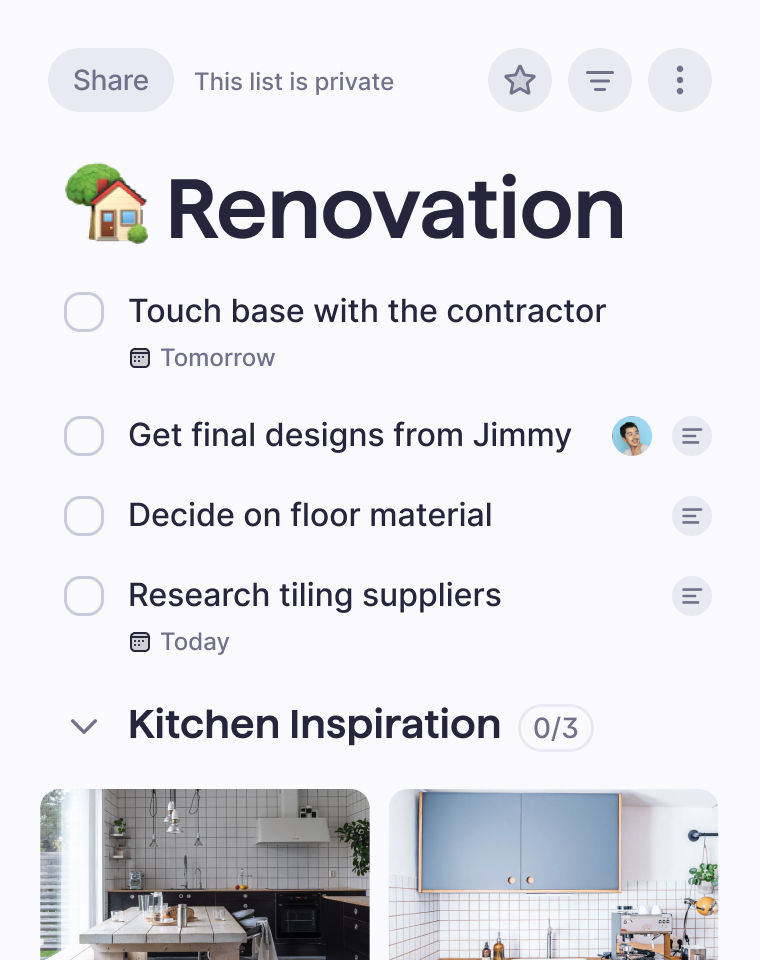 Share
This list is private
Renovation
Touch base with the contractor
Tomorrow
Get final designs from Jimmy
Decide on floor material
Research tiling suppliers
Today
Kitchen Inspiration
0/3